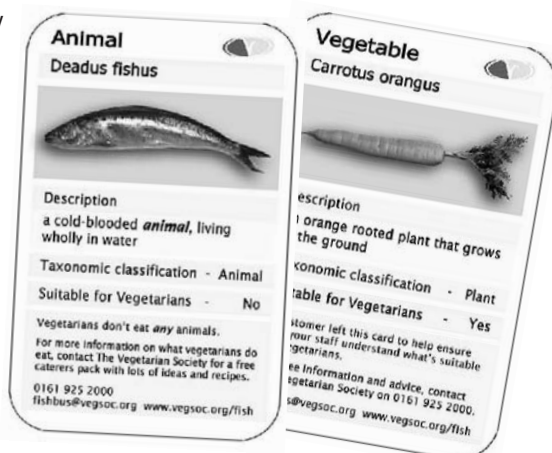 Animal
Deadus fishus
Description
a cold-blooded animal, living
wholly in water
Taxonomic classification - Animal
Suitable for Vegetarians - No
Vegetarians don't eat any animals.
For more information on what vegetarians do
eat, contact The Vegetarian Society for a free
caterers pack with lots of ideas and recipes.
0161 925 2000
fishbus@vegsoc.org www.vegsoc.org/fish
Vegetable
Carrotus orangus
escription
orange rooted plant that grows
the ground
xonomic classification - Plant
table for Vegetarians - Yes
stomer left this card to help ensure
your staff understand what's suitable
egetarians.
ee information and advice, contact
egetarian Society on 0161 925 2000.
s@vegsoc.org www.vegsoc.org/fish